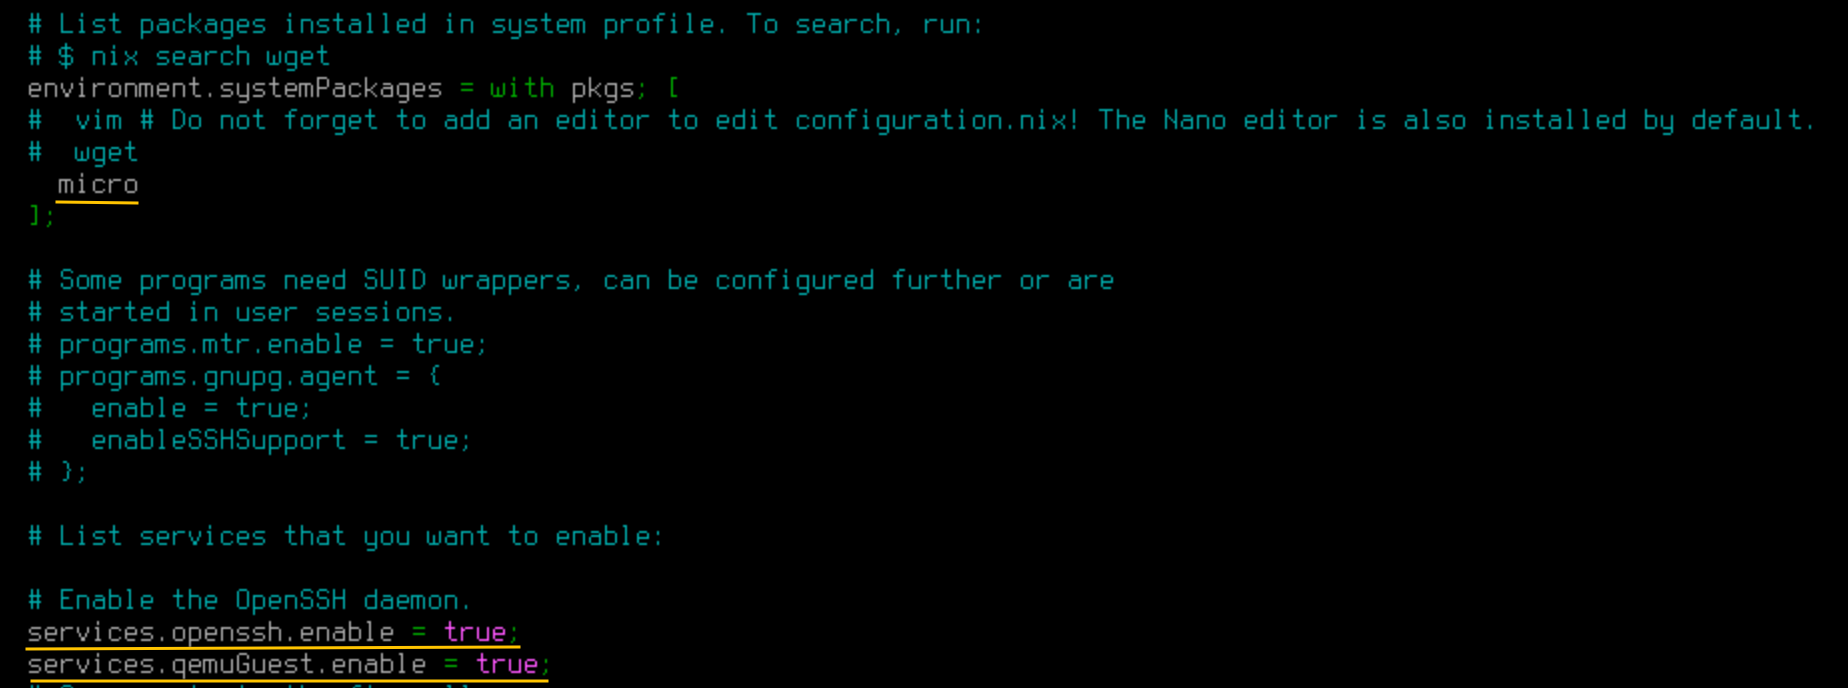 # List packages installed in system profile. To search, run:
# $ nix search wget
environment.systemPackages = with pkgs; [
#  vim # Do not forget to add an editor to edit configuration.nix! The Nano editor is also installed by default.
#  wget
  micro
];

# Some programs need SUID wrappers, can be configured further or are
# started in user sessions.
# programs.mtr.enable = true;
# programs.gnupg.agent = {
#   enable = true;
#   enableSSHSupport = true;
# };

# List services that you want to enable:

# Enable the OpenSSH daemon.
services.openssh.enable = true;
services.qemuGuest.enable = true;